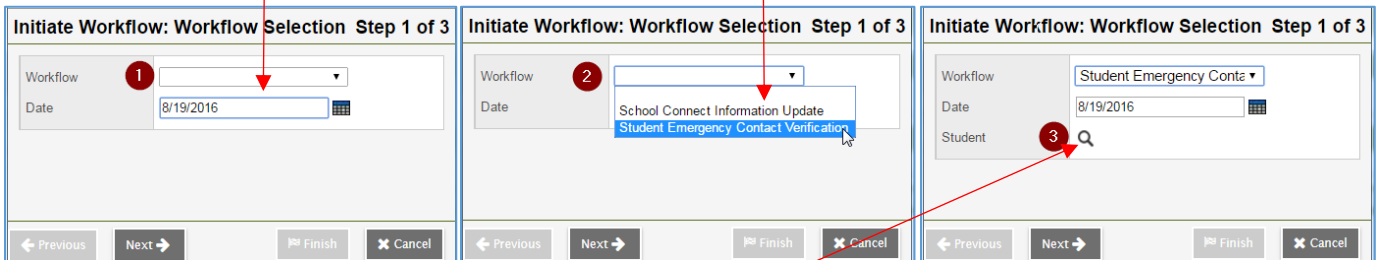 Initiate Workflow: Workflow Selection Step 1 of 3
Workflow 1
Date 8/19/2016
Previous Next Finish Cancel
Initiate Workflow: Workflow Selection Step 1 of 3
Workflow 2
Date
School Connect Information Update
Student Emergency Contact Verification
Previous Next Finish Cancel
Initiate Workflow: Workflow Selection Step 1 of 3
Workflow Student Emergency Conta
Date 8/19/2016
Student 3
Previous Next Finish Cancel